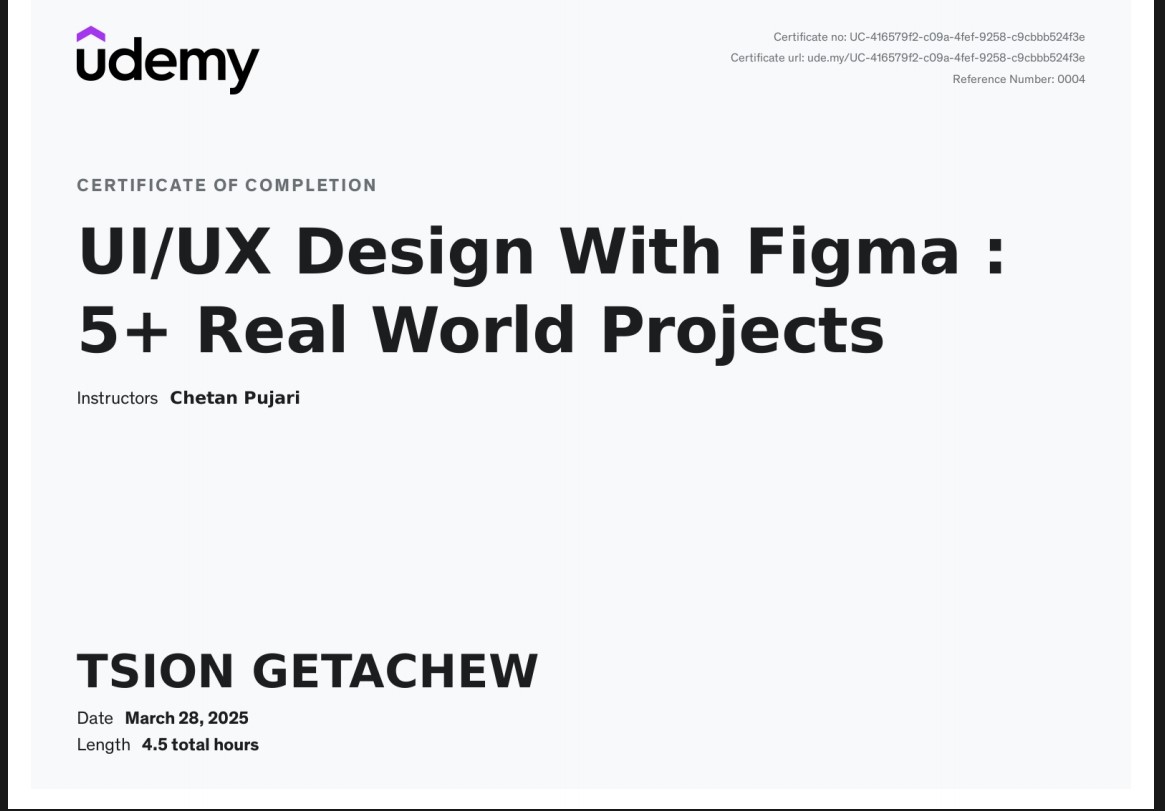 udemy
Certificate no: UC-416579f2-c09a-4fef-9258-c9cbbb524f3e
Certificate url: ude.my/UC-416579f2-c09a-4fef-9258-c9cbbb524f3e
Reference Number: 0004
CERTIFICATE OF COMPLETION
UI/UX Design With Figma :
5+ Real World Projects
Instructors Chetan Pujari
TSION GETACHEW
Date March 28, 2025
Length 4.5 total hours